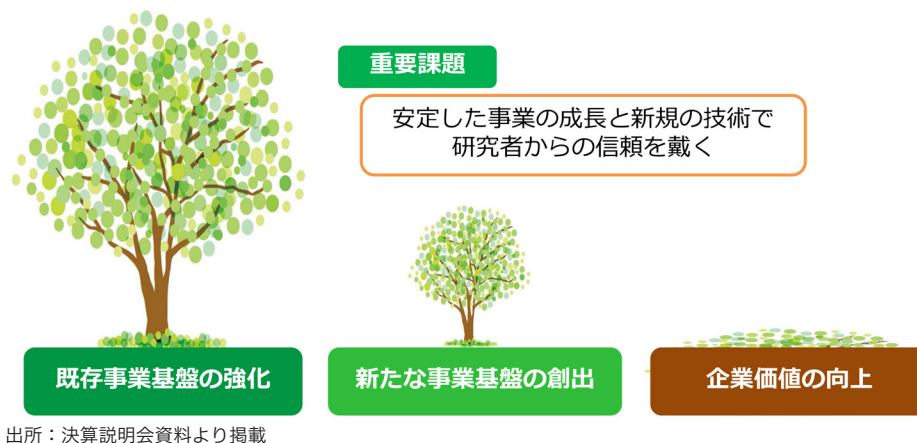 重要課題
安定した事業の成長と新規の技術で
研究者からの信頼を戴く
既存事業基盤の強化
新たな事業基盤の創出
企業価値の向上
出所：決算説明会資料より掲載